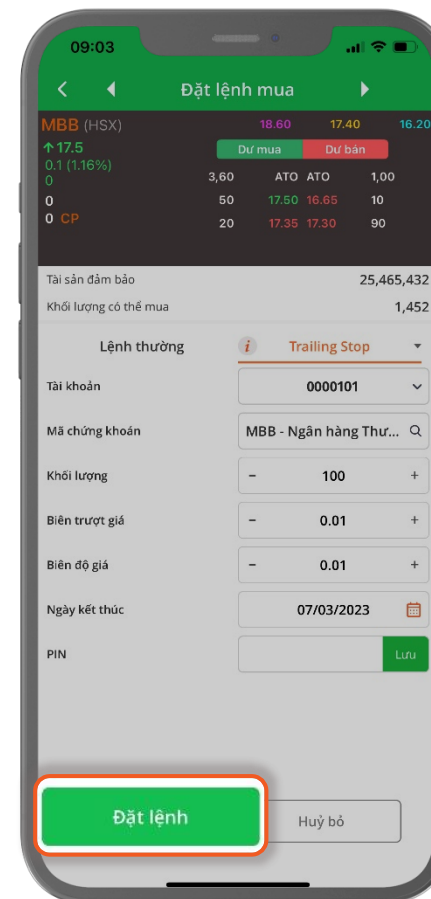 09:03
Đặt lệnh mua
MBB (HSX) 18.60 17.40 16.20
17.5 Dư mua Dư bán
0.1 (1.16%)
0 3,60 ATO ATO 1,00
0 50 17.50 16.65 10
0 CP 20 17.35 17.30 90
Tài sản đảm bảo 25,465,432
Khối lượng có thể mua 1,452
Lệnh thường i Trailing Stop
Tài khoản 0000101
Mã chứng khoán MBB - Ngân hàng Thư...
Khối lượng - 100 +
Biên trượt giá - 0.01 +
Biên độ giá - 0.01 +
Ngày kết thúc 07/03/2023
PIN Lưu
Đặt lệnh Huỷ bỏ